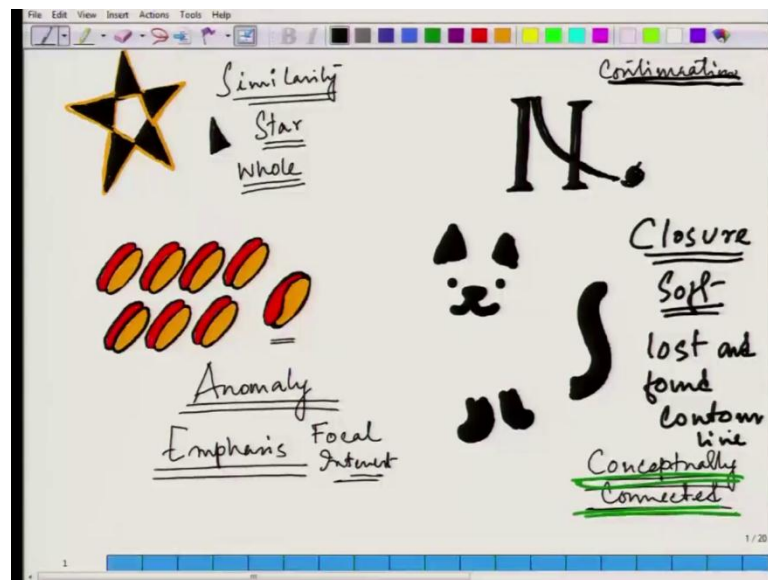 File Edit View Insert Actions Tools Help
B I
Similarity
Star
Whole
Continuation
N
Closure
Soft
lost and
found
Contour
line
Conceptually
Connected
Anomaly
Emphasis Focal
Interest
1 / 20
1